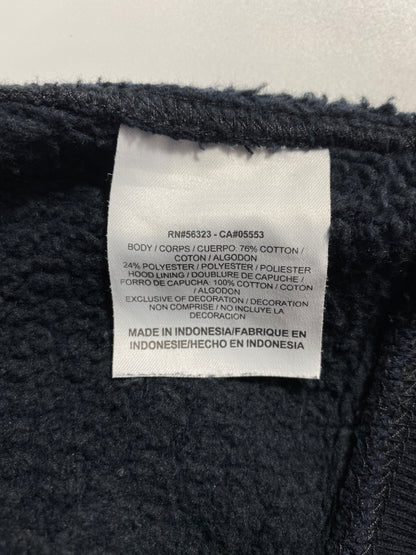 RN#56323 - CA#05553
BODY / CORPS / CUERPO: 76% COTTON /
COTON / ALGODON
24% POLYESTER / POLYESTER / POLIESTER
HOOD LINING / DOUBLURE DE CAPUCHE /
FORRO DE CAPUCHA: 100% COTTON / COTON
/ ALGODON
EXCLUSIVE OF DECORATION / DECORATION
NON COMPRISE / NO INCLUYE LA
DECORACIÓN
MADE IN INDONESIA/FABRIQUE EN
INDONESIE/HECHO EN INDONESIA